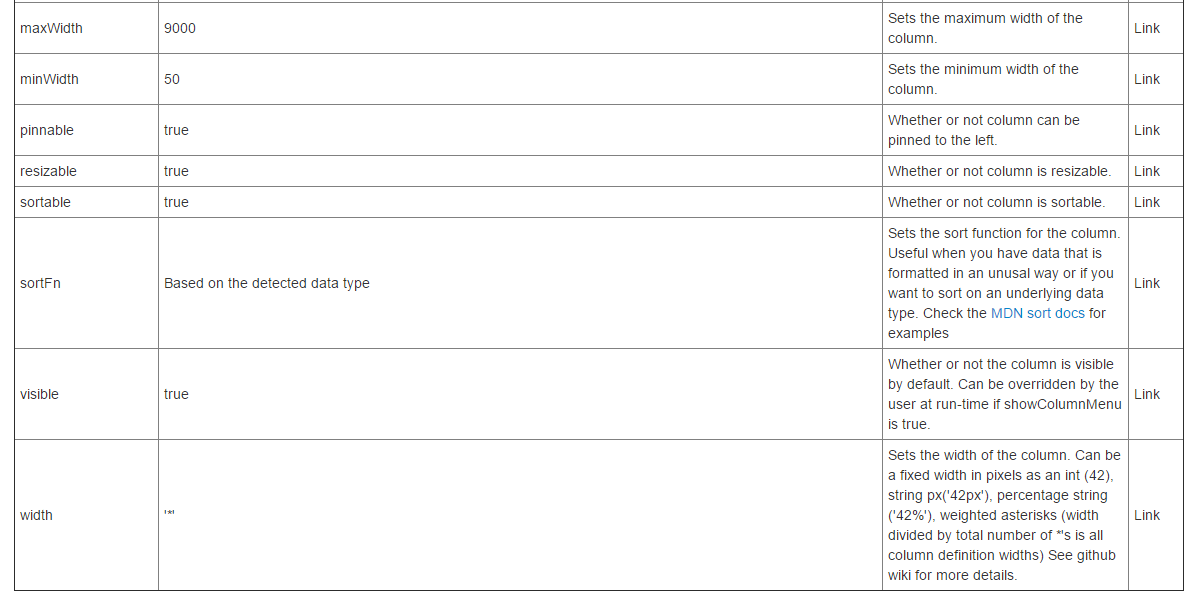 maxWidth 9000 Sets the maximum width of the
column. Link
minWidth 50 Sets the minimum width of the
column. Link
pinnable true Whether or not column can be
pinned to the left. Link
resizable true Whether or not column is resizable. Link
sortable true Whether or not column is sortable. Link
sortFn Based on the detected data type Sets the sort function for the column.
Useful when you have data that is
formatted in an unusal way or if you
want to sort on an underlying data
type. Check the MDN sort docs for
examples Link
visible true Whether or not the column is visible
by default. Can be overridden by the
user at run-time if showColumnMenu
is true. Link
width '*' Sets the width of the column. Can be
a fixed width in pixels as an int (42),
string px('42px'), percentage string
('42%'), weighted asterisks (width
divided by total number of *'s is all
column definition widths) See github
wiki for more details. Link